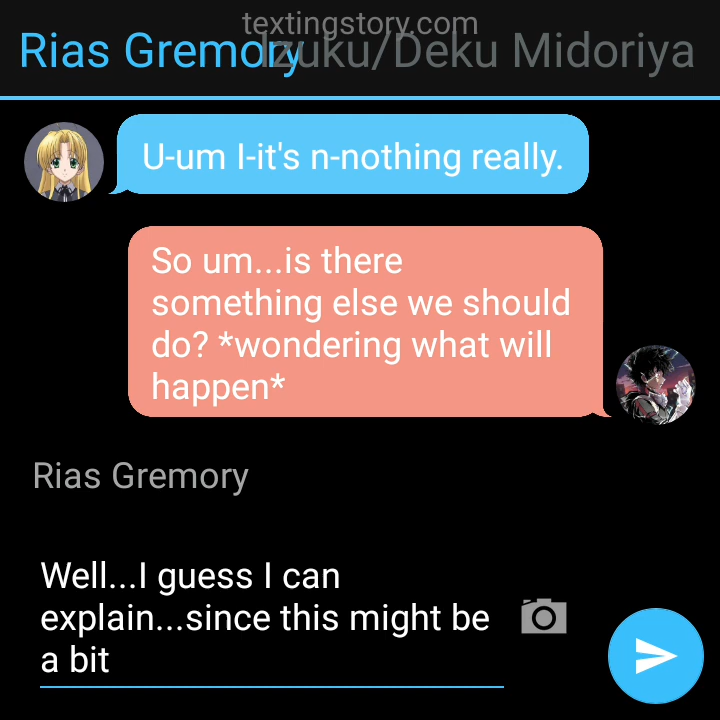 textingstory.com
Rias Gremory
Izuku/Deku Midoriya
U-um I-it's n-nothing really.
So um...is there
something else we should
do? *wondering what will
happen*
Rias Gremory
Well...I guess I can
explain...since this might be
a bit